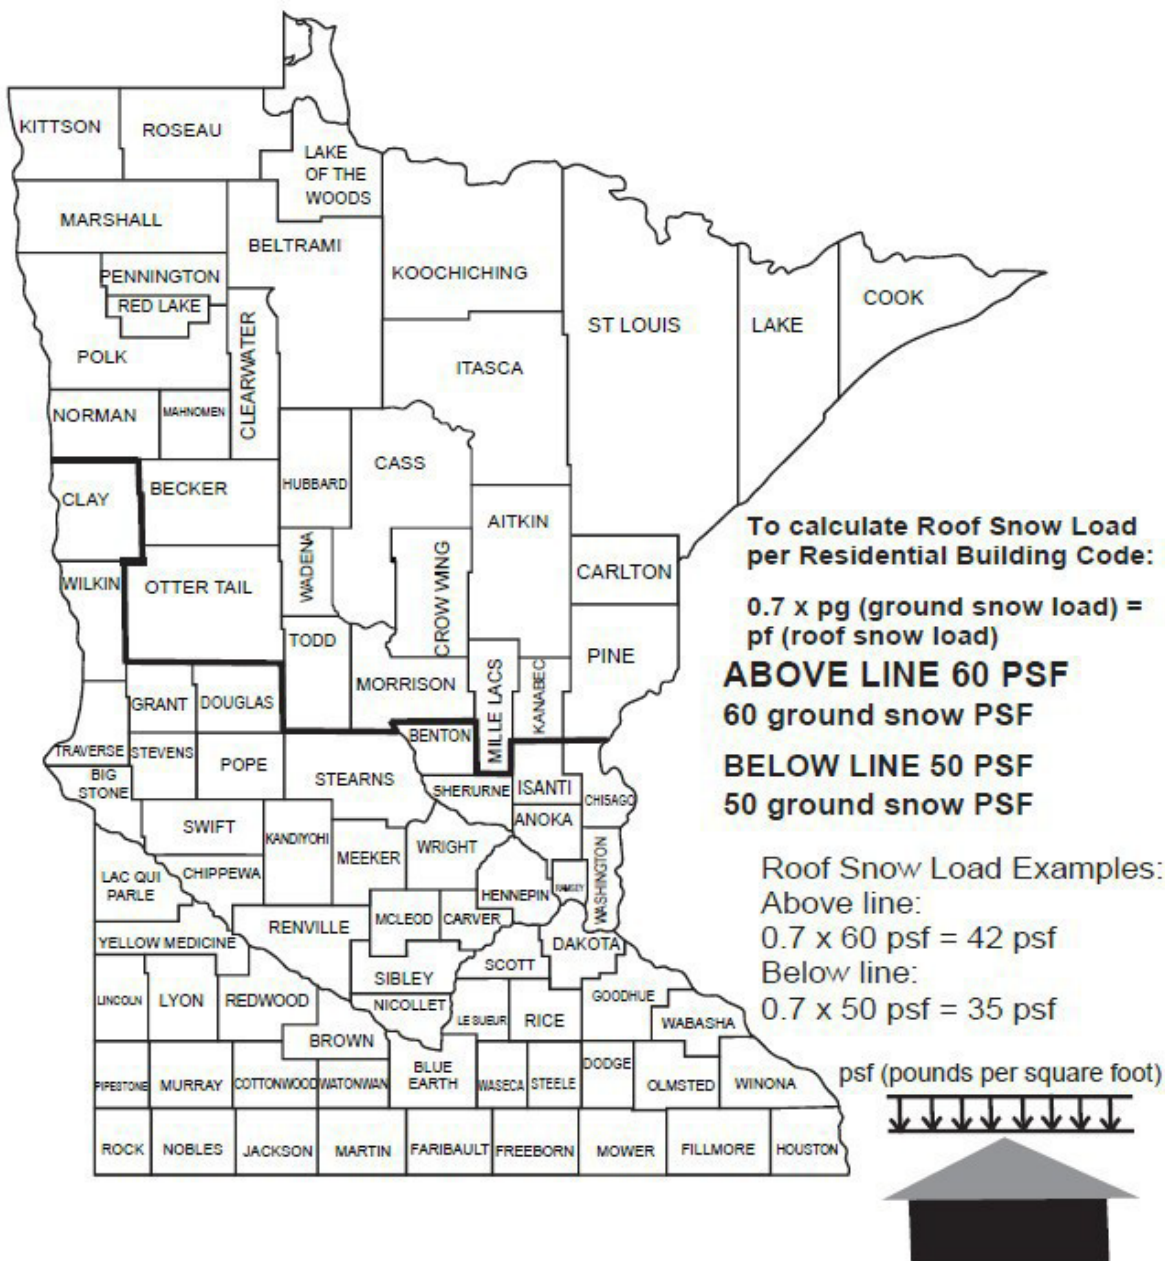 KITTSON
ROSEAU
LAKE
OF THE
WOODS
MARSHALL
BELTRAMI
KOOCHICHING
PENNINGTON
RED LAKE
COOK
ST LOUIS
LAKE
POLK
CLEARWATER
ITASCA
NORMAN
MAHNOMEN
CASS
CLAY
BECKER
HUBBARD
AITKIN
To calculate Roof Snow Load
per Residential Building Code:
0.7 x pg (ground snow load) =
pf (roof snow load)
ABOVE LINE 60 PSF
60 ground snow PSF
BELOW LINE 50 PSF
50 ground snow PSF
WILKIN
OTTER TAIL
WADENA
CROW WING
CARLTON
TODD
PINE
MORRISON
MILLE LACS
KANABEC
GRANT
DOUGLAS
BENTON
TRAVERSE
STEVENS
POPE
STEARNS
BIG
STONE
SHERURNE
ISANTI
CHISAGO
SWIFT
KANDIYOHI
ANOKA
MEEKER
WRIGHT
WASHINGTON
LAC QUI
PARLE
CHIPPEWA
HENNEPIN
RAMSEY
Roof Snow Load Examples:
Above line:
0.7 x 60 psf = 42 psf
Below line:
0.7 x 50 psf = 35 psf
RENVILLE
MCLEOD
CARVER
YELLOW MEDICINE
DAKOTA
SCOTT
SIBLEY
LINCOLN
LYON
REDWOOD
NICOLLET
GOODHUE
LE SUEUR
RICE
WABASHA
BROWN
PIPESTONE
MURRAY
COTTONWOOD
WATONWAN
BLUE
EARTH
WASECA
STEELE
DODGE
OLMSTED
WINONA
psf (pounds per square foot)
ROCK
NOBLES
JACKSON
MARTIN
FARIBAULT
FREEBORN
MOWER
FILLMORE
HOUSTON